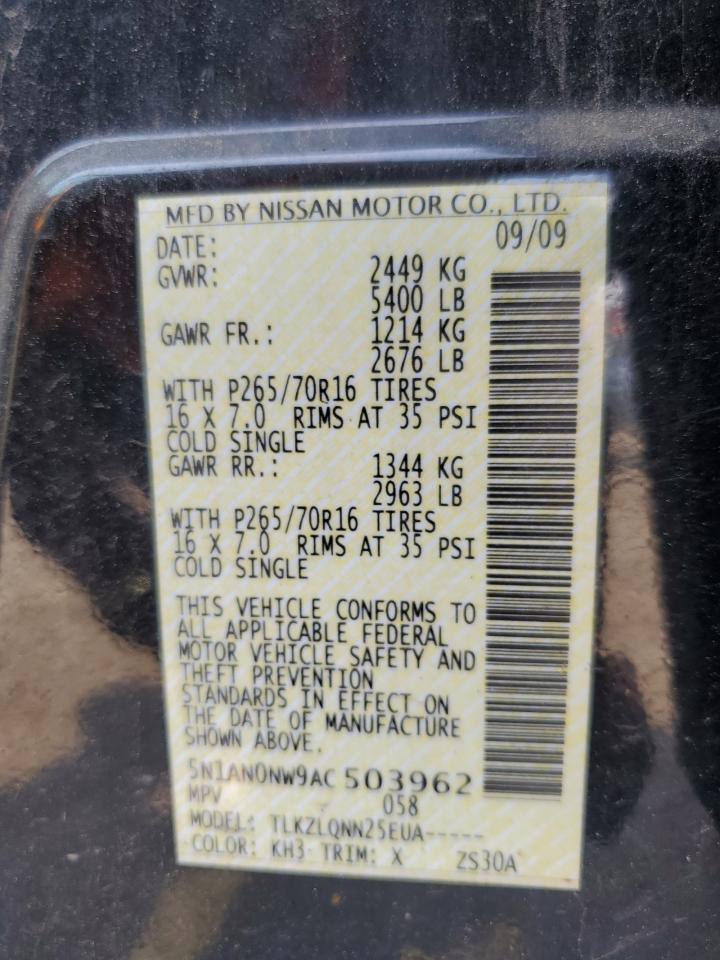 MFD BY NISSAN MOTOR CO., LTD.
DATE: 09/09
GVWR: 2449 KG
5400 LB
GAWR FR.: 1214 KG
2676 LB
WITH P265/70R16 TIRES
16 X 7.0 RIMS AT 35 PSI
COLD SINGLE
GAWR RR.: 1344 KG
2963 LB
WITH P265/70R16 TIRES
16 X 7.0 RIMS AT 35 PSI
COLD SINGLE
THIS VEHICLE CONFORMS TO
ALL APPLICABLE FEDERAL
MOTOR VEHICLE SAFETY AND
THEFT PREVENTION
STANDARDS IN EFFECT ON
THE DATE OF MANUFACTURE
SHOWN ABOVE.
5N1AN0NW9AC 503962
MPV 058
MODEL: TLKZLQNN25EUA-----
COLOR: KH3 TRIM: X ZS30A